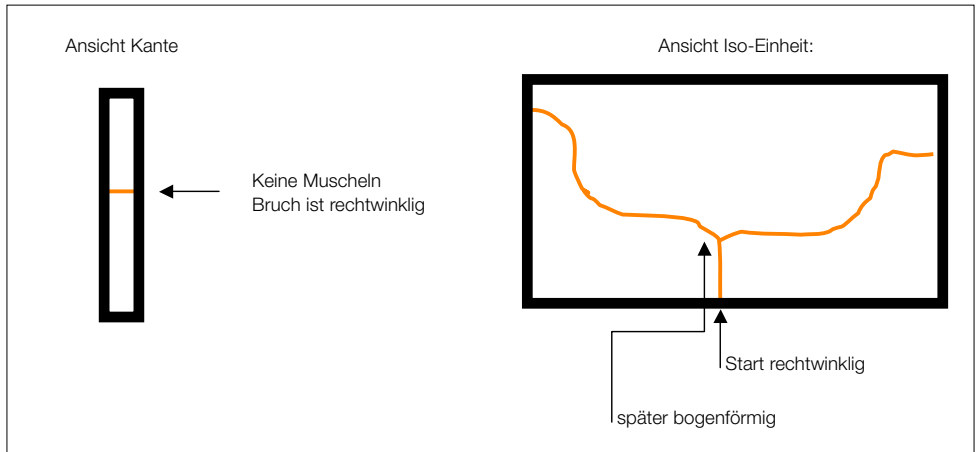 Ansicht Kante
Ansicht Iso-Einheit:
Keine Muscheln
Bruch ist rechtwinklig
Start rechtwinklig
später bogenförmig